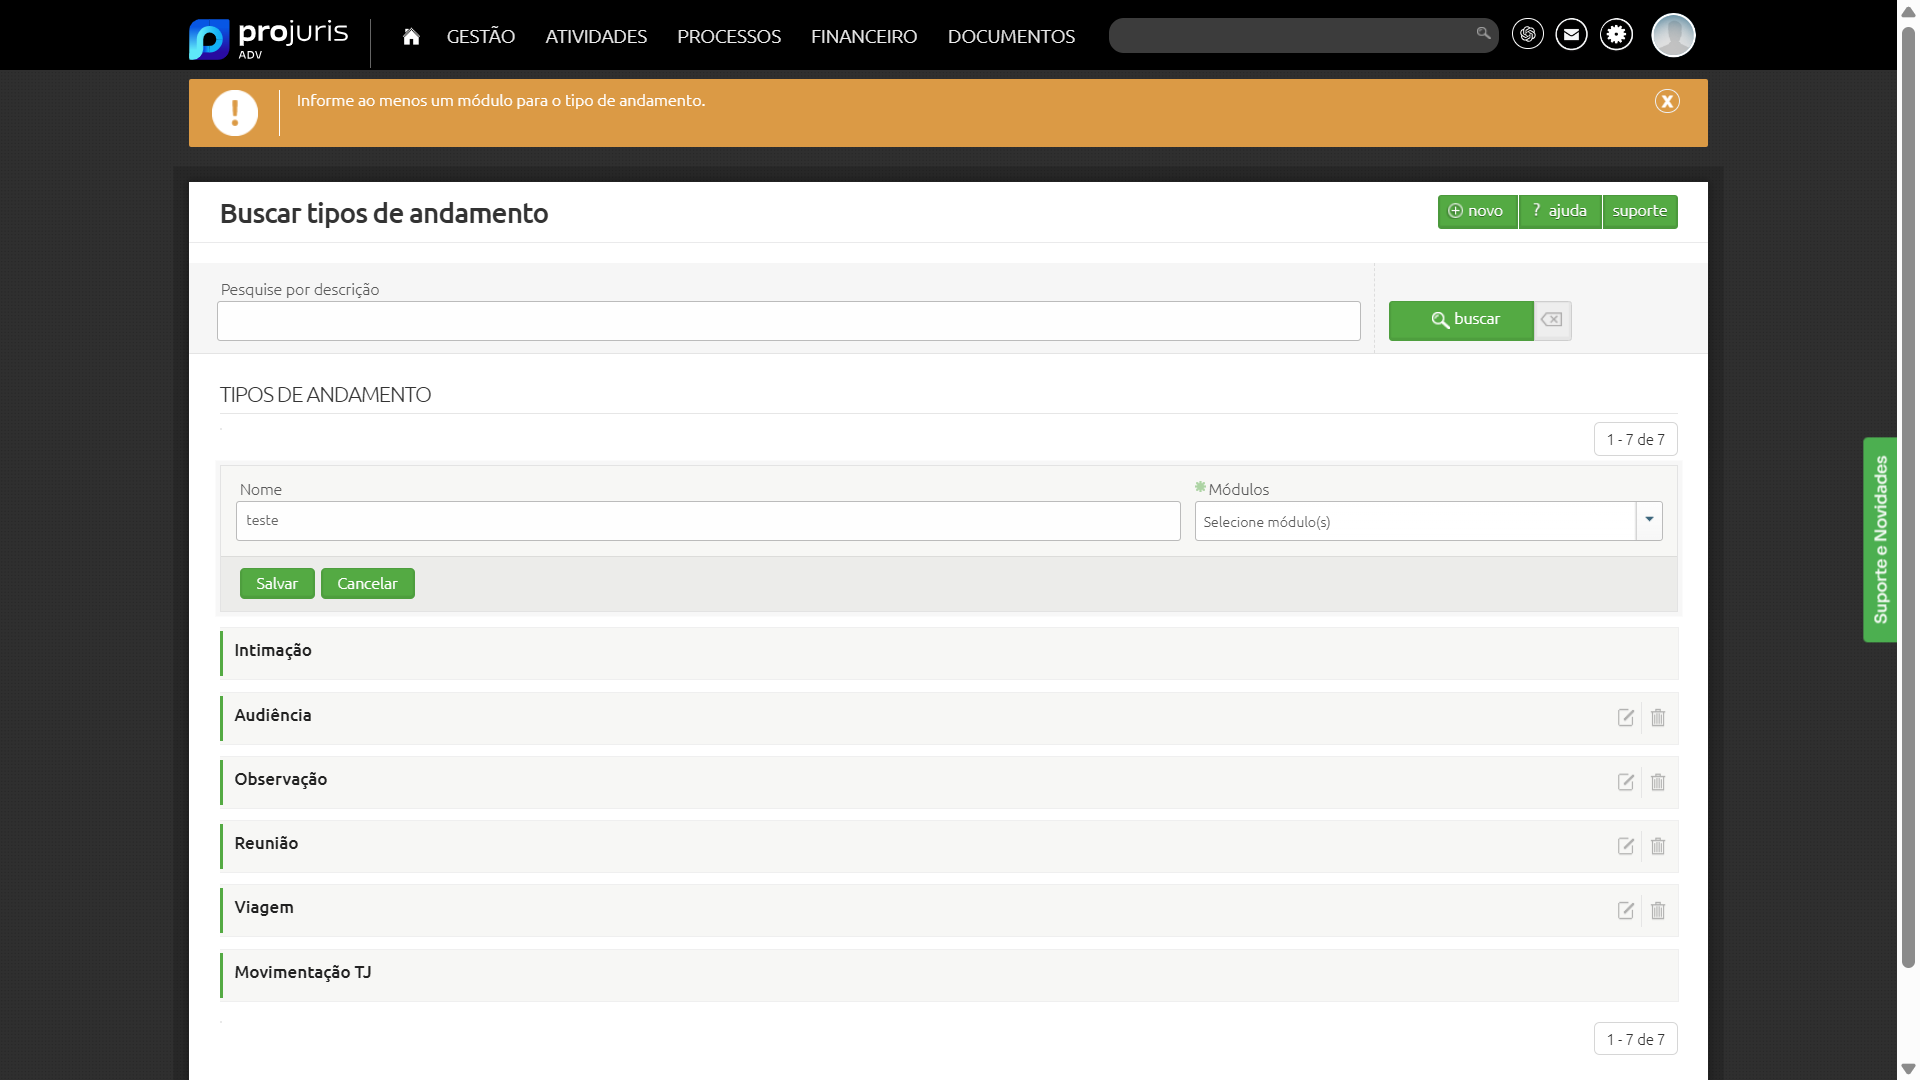 projuris
ADV
GESTÃO
ATIVIDADES
PROCESSOS
FINANCEIRO
DOCUMENTOS
Informe ao menos um módulo para o tipo de andamento.
Buscar tipos de andamento
novo
? ajuda
suporte
Pesquise por descrição
buscar
TIPOS DE ANDAMENTO
1 - 7 de 7
Nome
Módulos
teste
Selecione módulo(s)
Salvar
Cancelar
Intimação
Audiência
Observação
Reunião
Viagem
Movimentação TJ
1 - 7 de 7
Suporte e Novidades